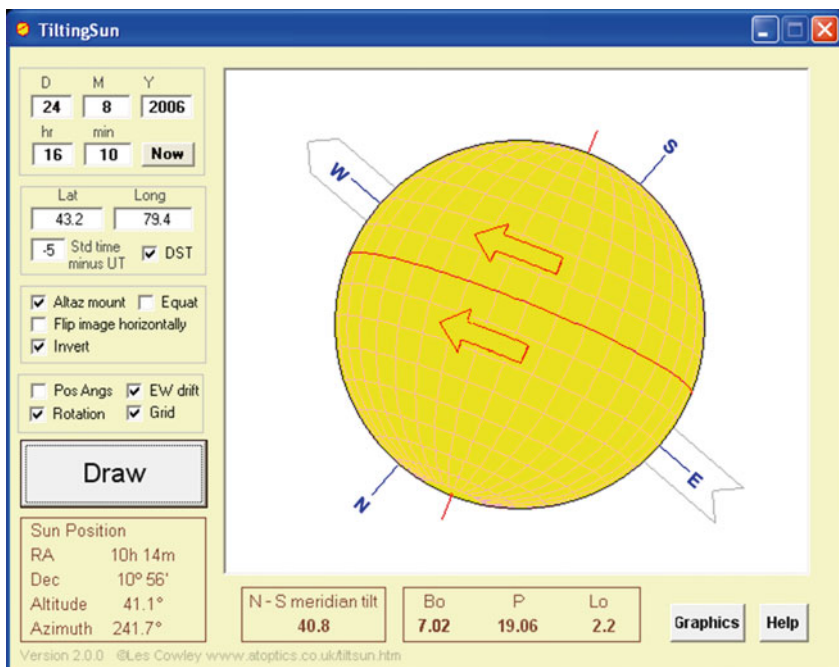 TiltingSun
D M Y
24 8 2006
hr min
16 10 Now
Lat Long
43.2 79.4
-5 Std time minus UT DST
Altaz mount Equat
Flip image horizontally
Invert
Pos Angs EW drift
Rotation Grid
Draw
Sun Position
RA 10h 14m
Dec 10° 56'
Altitude 41.1°
Azimuth 241.7°
W
S
N
E
N - S meridian tilt
40.8
Bo P Lo
7.02 19.06 2.2
Graphics Help
Version 2.0.0 ©Les Cowley www.atoptics.co.uk/tiltsun.htm